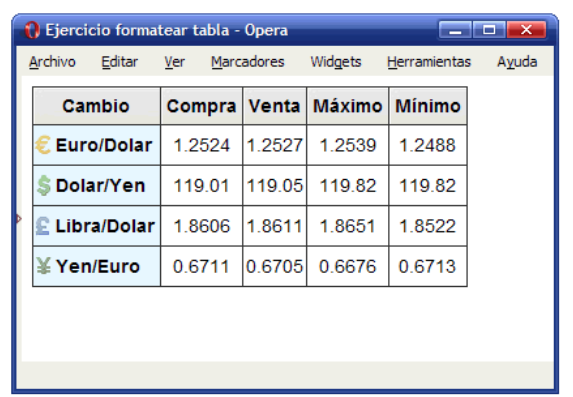 Ejercicio formatear tabla - Opera
Archivo Editar Ver Marcadores Widgets Herramientas Ayuda
Cambio Compra Venta Máximo Mínimo
€ Euro/Dolar 1.2524 1.2527 1.2539 1.2488
$ Dolar/Yen 119.01 119.05 119.82 119.82
£ Libra/Dolar 1.8606 1.8611 1.8651 1.8522
¥ Yen/Euro 0.6711 0.6705 0.6676 0.6713